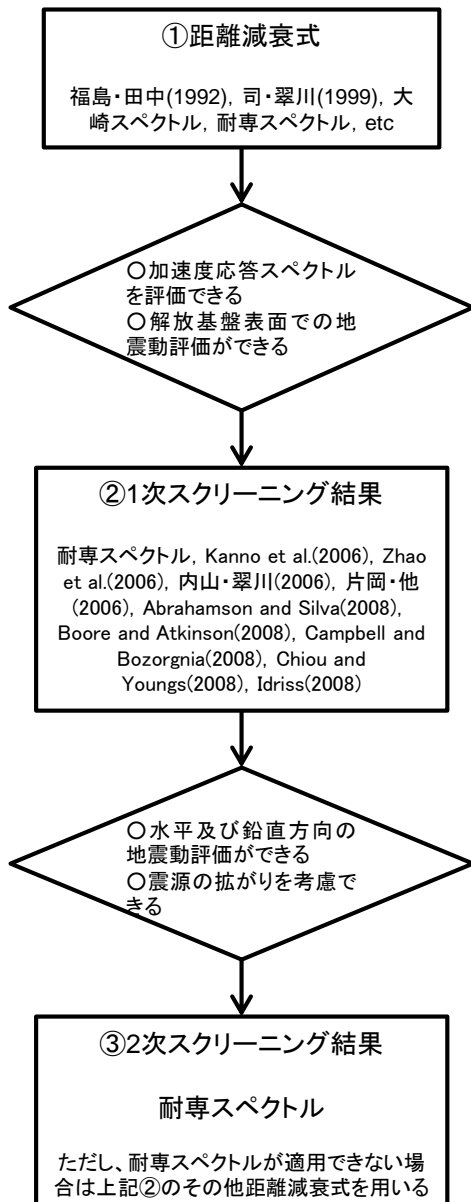 ①距離減衰式
福島・田中(1992), 司・翠川(1999), 大
崎スペクトル, 耐専スペクトル, etc
〇加速度応答スペクトル
を評価できる
〇解放基盤表面での地
震動評価ができる
②1次スクリーニング結果
耐専スペクトル, Kanno et al.(2006), Zhao
et al.(2006), 内山・翠川(2006), 片岡・他
(2006), Abrahamson and Silva(2008),
Boore and Atkinson(2008), Campbell and
Bozorgnia(2008), Chiou and
Youngs(2008), Idriss(2008)
〇水平及び鉛直方向の
地震動評価ができる
〇震源の拡がりを考慮で
きる
③2次スクリーニング結果
耐専スペクトル
ただし、耐専スペクトルが適用できない場
合は上記②のその他距離減衰式を用いる